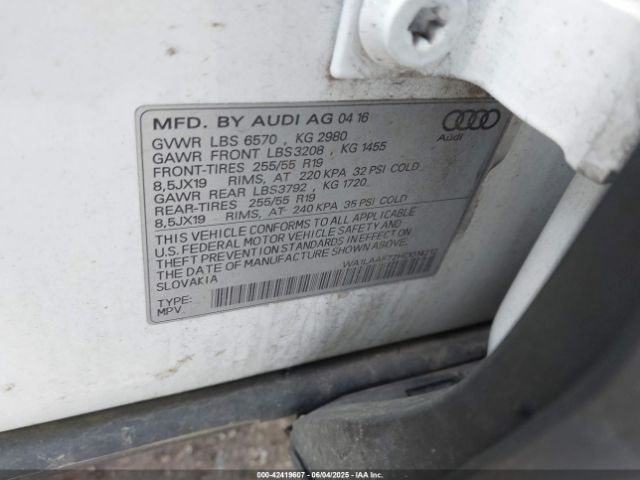 MFD. BY AUDI AG 04 16
GVWR LBS 6570 , KG 2980
GAWR FRONT LBS3208 , KG 1455
FRONT-TIRES 255/55 R19
8,5JX19 RIMS, AT 220 KPA 32 PSI COLD
GAWR REAR LBS3792 , KG 1720
REAR-TIRES 255/55 R19
8,5JX19 RIMS, AT 240 KPA 35 PSI COLD
THIS VEHICLE CONFORMS TO ALL APPLICABLE
U.S. FEDERAL MOTOR VEHICLE SAFETY AND
THEFT PREVENTION STANDARDS IN EFFECT ON
THE DATE OF MANUFACTURE SHOWN ABOVE.
SLOVAKIA
TYPE:
MPV
Audi
000-42419607 - 06/04/2025 - IAAI.com